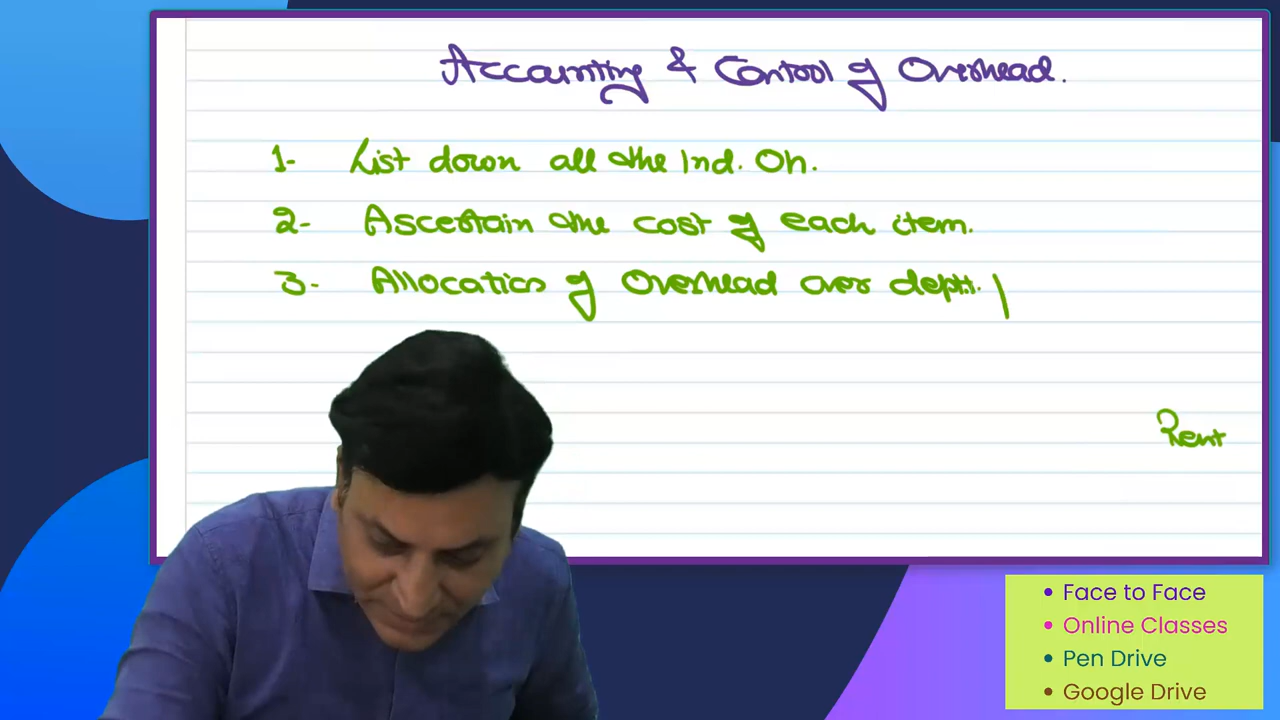 Accounting & Control of Overhead.
1- List down all the Ind. Oh.
2- Ascertain the cost of each item.
3- Allocation of Overhead over deptt. |
Rent
• Face to Face
• Online Classes
• Pen Drive
• Google Drive